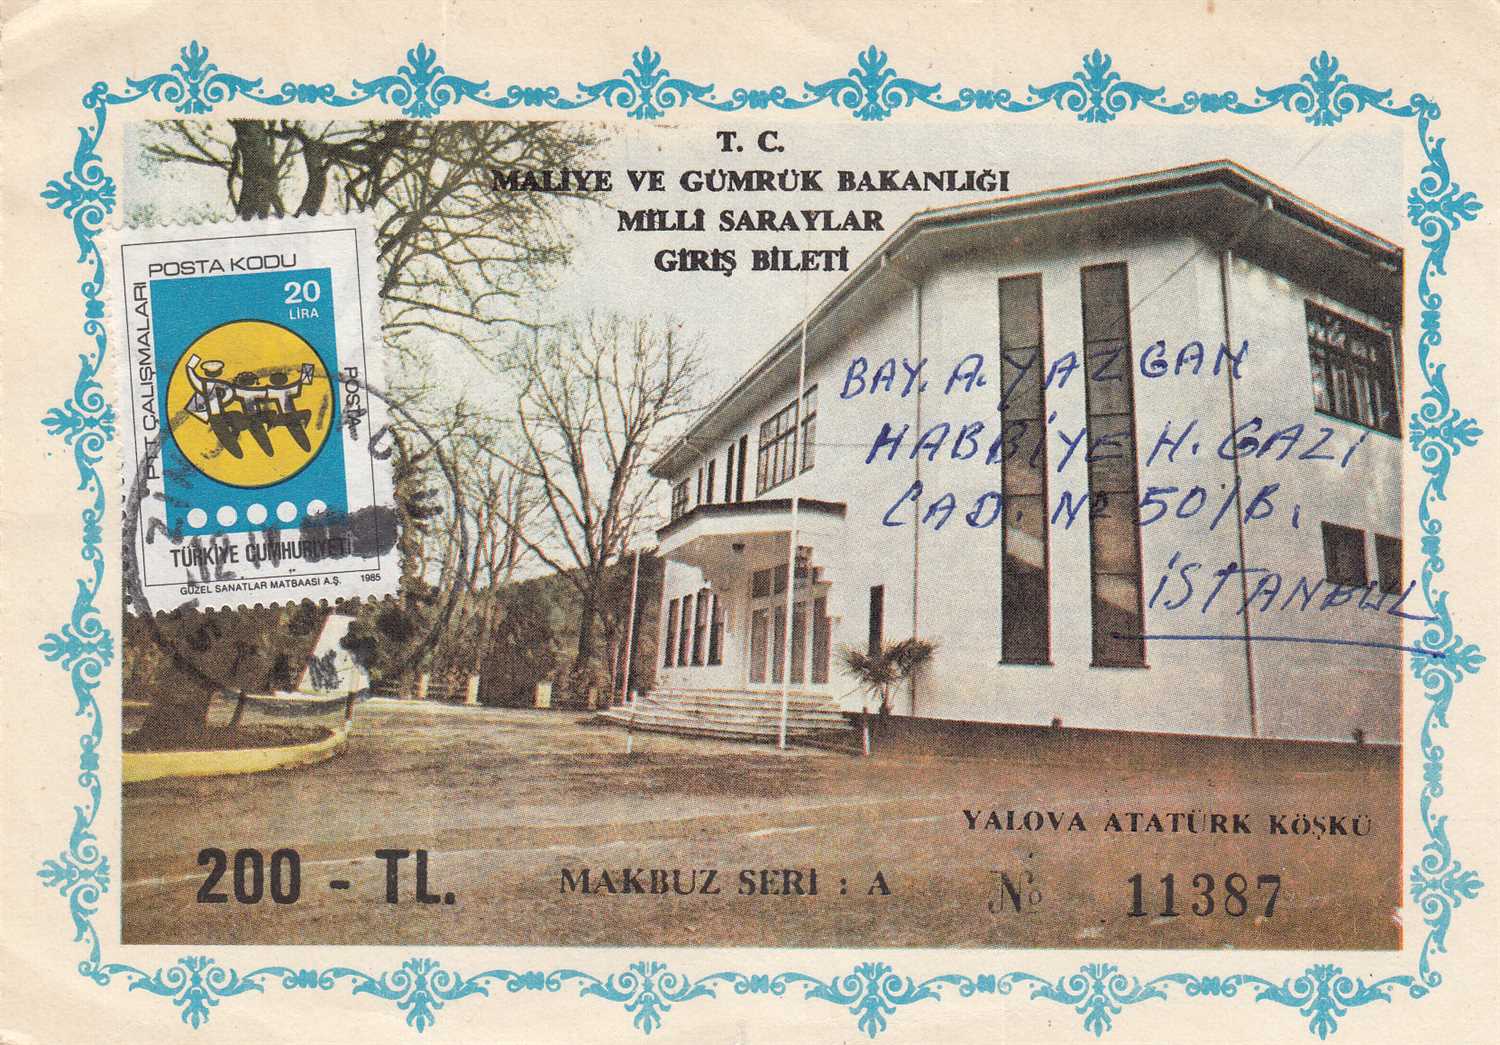 T. C.
MALİYE VE GÜMRÜK BAKANLIĞI
MİLLİ SARAYLAR
GİRİŞ BİLETİ
POSTA KODU
20
LİRA
PTT ÇALIŞMALARI
POSTA
TÜRKİYE CUMHURİYETİ
GÜZEL SANATLAR MATBAASI A.Ş. 1985
BAY. A. YAZGAN
HABBİYE H. GAZİ
CAD. No 50/B.
İSTANBUL
YALOVA ATATÜRK KÖŞKÜ
200 - TL. MAKBUZ SERİ : A No 11387